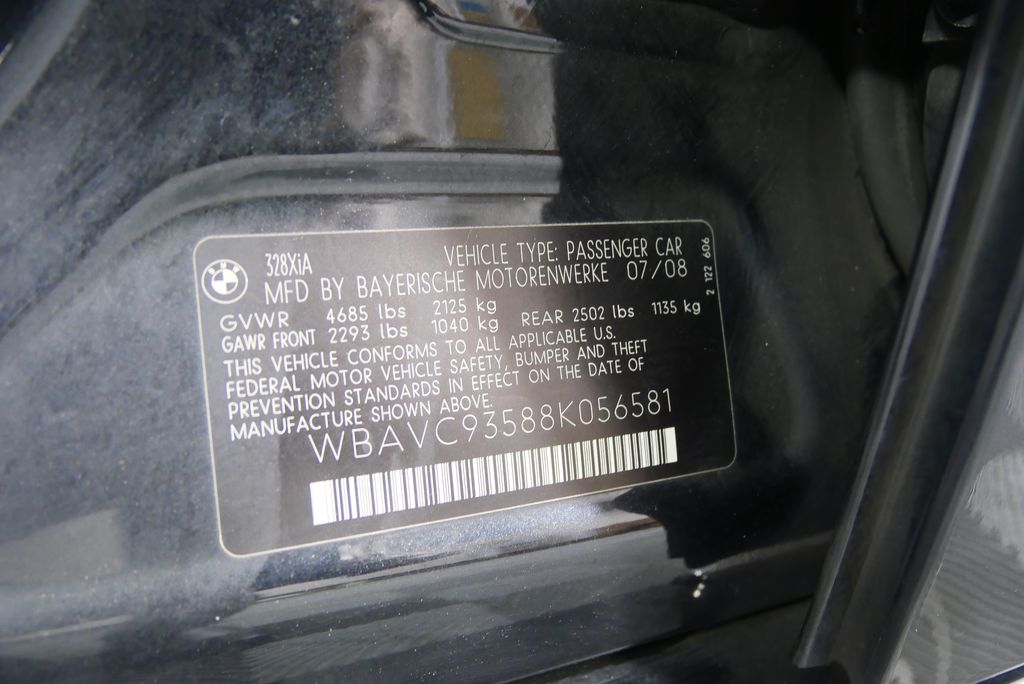 328XiA VEHICLE TYPE: PASSENGER CAR
MFD BY BAYERISCHE MOTORENWERKE 07/08
GVWR 4685 lbs 2125 kg
GAWR FRONT 2293 lbs 1040 kg REAR 2502 lbs 1135 kg
THIS VEHICLE CONFORMS TO ALL APPLICABLE U.S.
FEDERAL MOTOR VEHICLE SAFETY, BUMPER AND THEFT
PREVENTION STANDARDS IN EFFECT ON THE DATE OF
MANUFACTURE SHOWN ABOVE.
WBAVC93588K056581
2 122 606
BMW